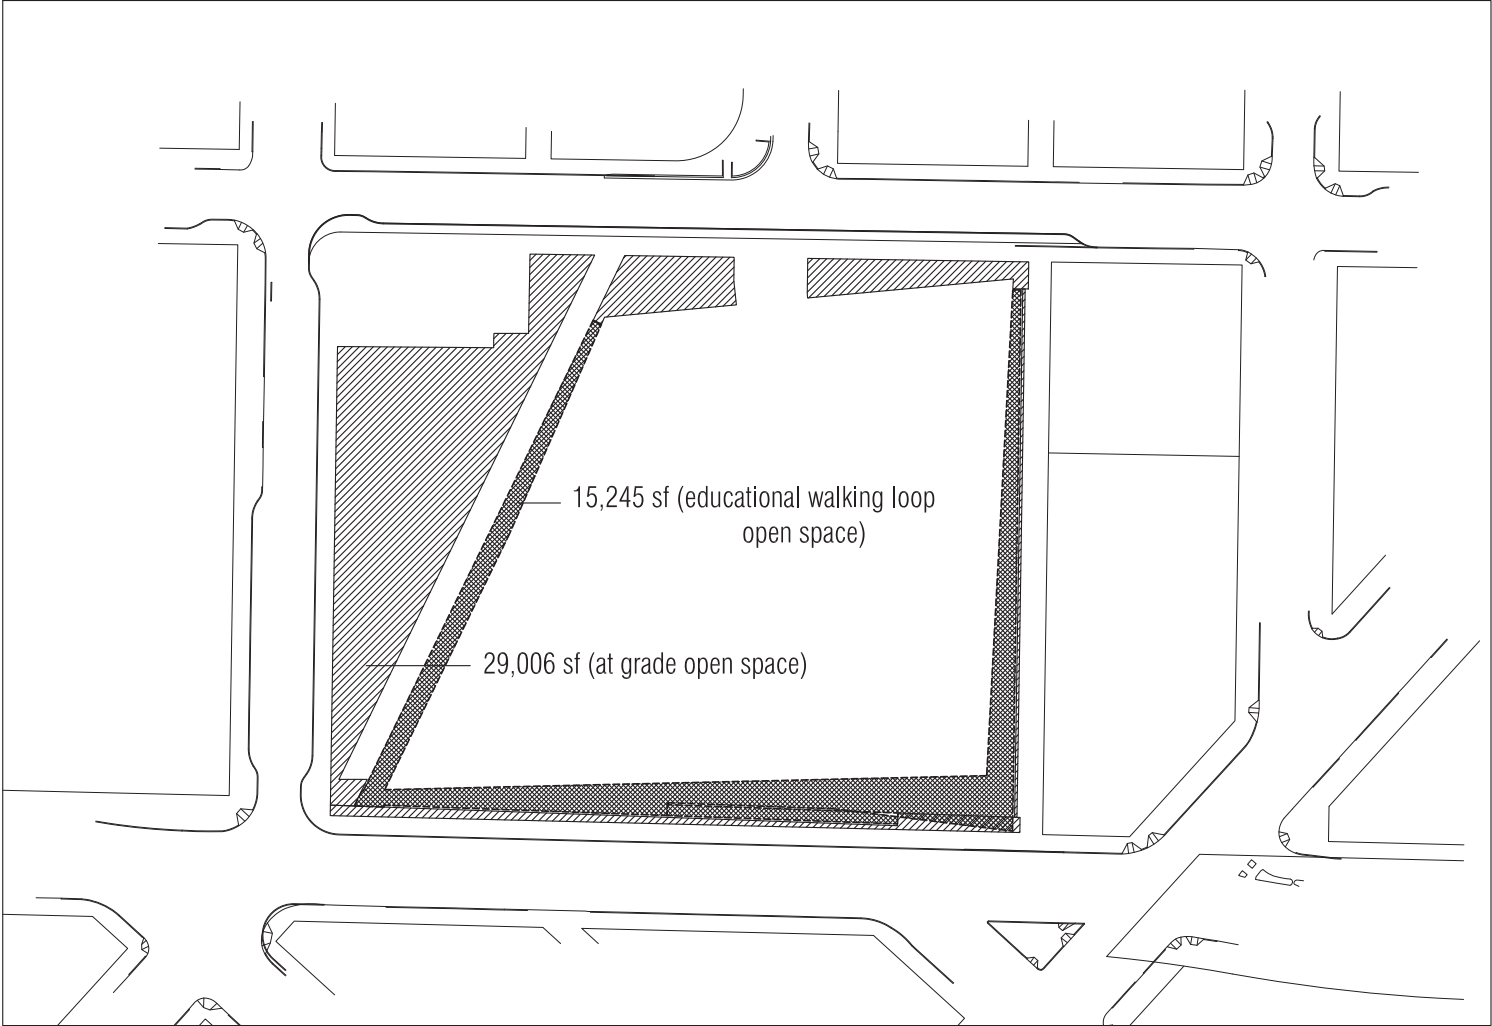 15,245 sf (educational walking loop
open space)
29,006 sf (at grade open space)